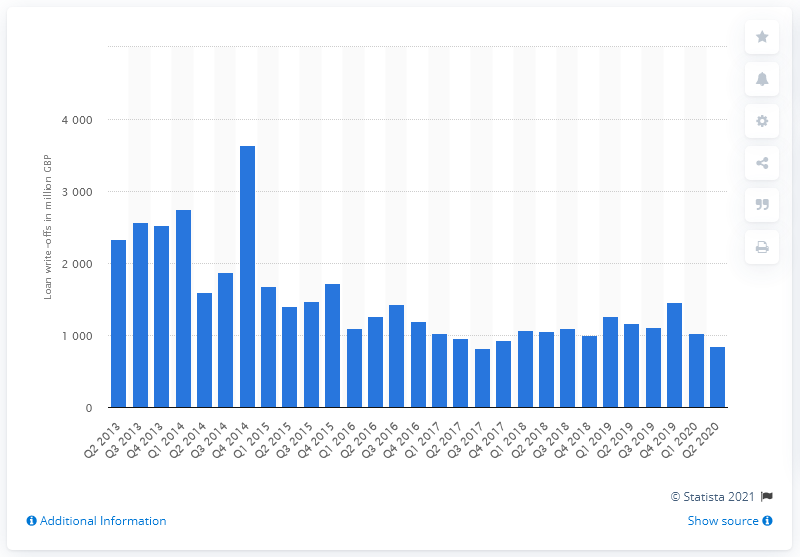 4 000
3 000
2 000
1 000
0
Loan write-offs in million GBP
Q2 2013
Q3 2013
Q4 2013
Q1 2014
Q2 2014
Q3 2014
Q4 2014
Q1 2015
Q2 2015
Q3 2015
Q4 2015
Q1 2016
Q2 2016
Q3 2016
Q4 2016
Q1 2017
Q2 2017
Q3 2017
Q4 2017
Q1 2018
Q2 2018
Q3 2018
Q4 2018
Q1 2019
Q2 2019
Q3 2019
Q4 2019
Q1 2020
Q2 2020
© Statista 2021
Additional Information
Show source